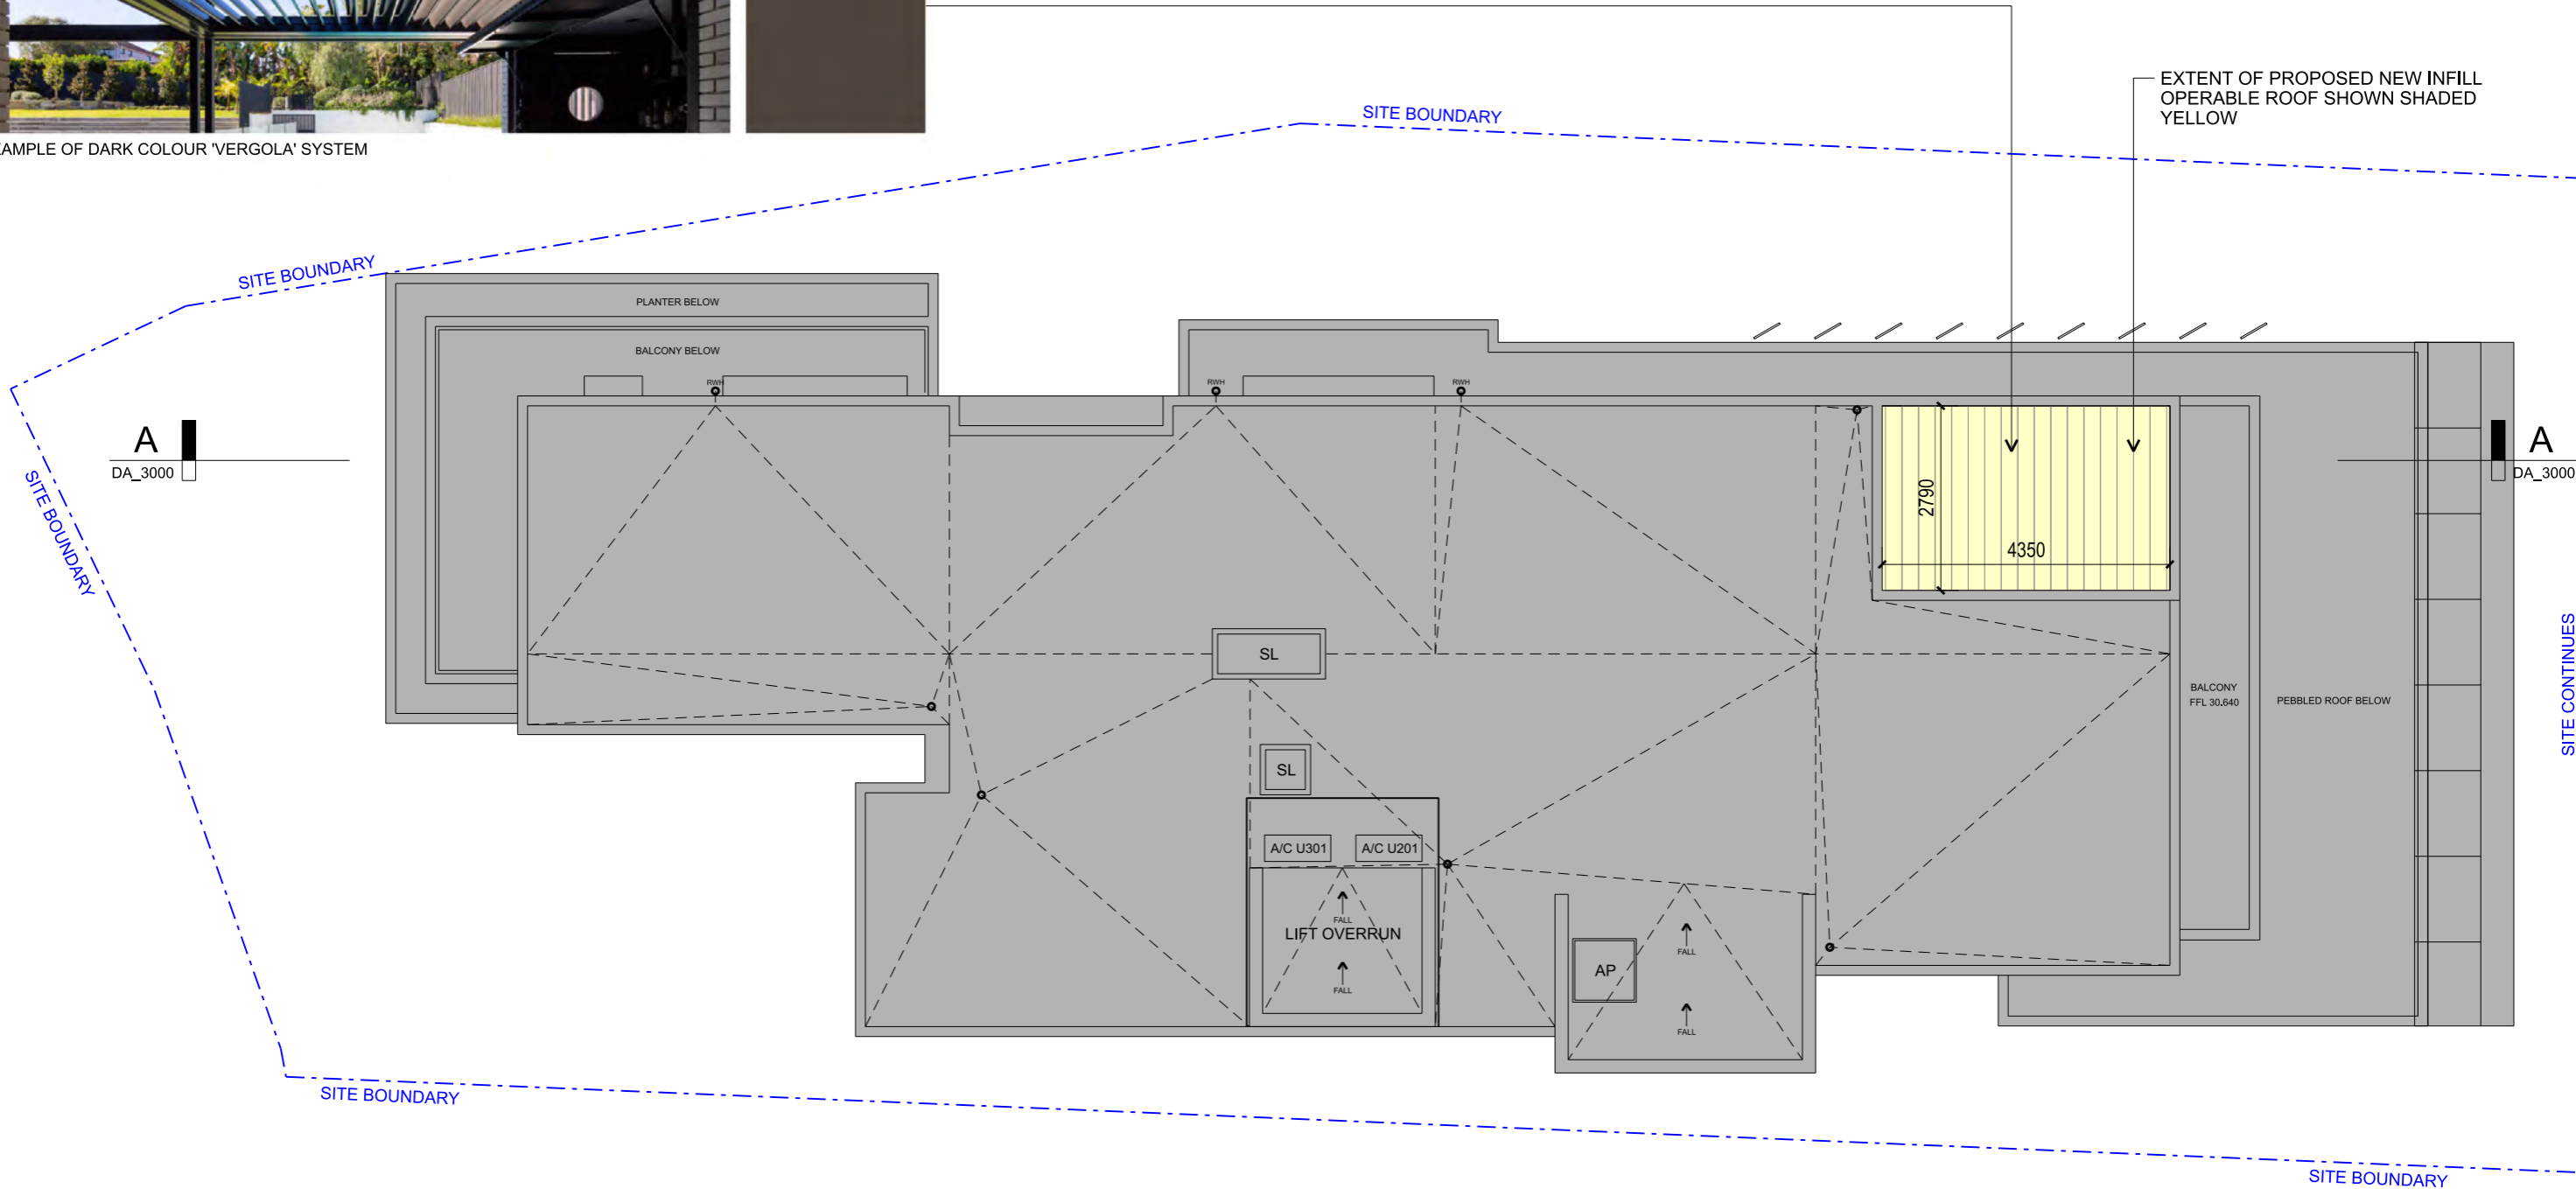 EXTENT OF PROPOSED NEW INFILL
OPERABLE ROOF SHOWN SHADED
YELLOW
SITE BOUNDARY
OF DARK COLOUR 'VERGOLA' SYSTEM
SITE BOUNDARY
PLANTER BELOW
BALCONY BELOW
RWH
RWH
RWH
A
DA_3000
A
DA_3000
2790
4350
SITE BOUNDARY
SL
BALCONY
FFL 30.640
PEBBLED ROOF BELOW
SITE CONTINUES
SL
A/C U301
A/C U201
FALL
LIFT OVERRUN
FALL
AP
FALL
FALL
SITE BOUNDARY
SITE BOUNDARY